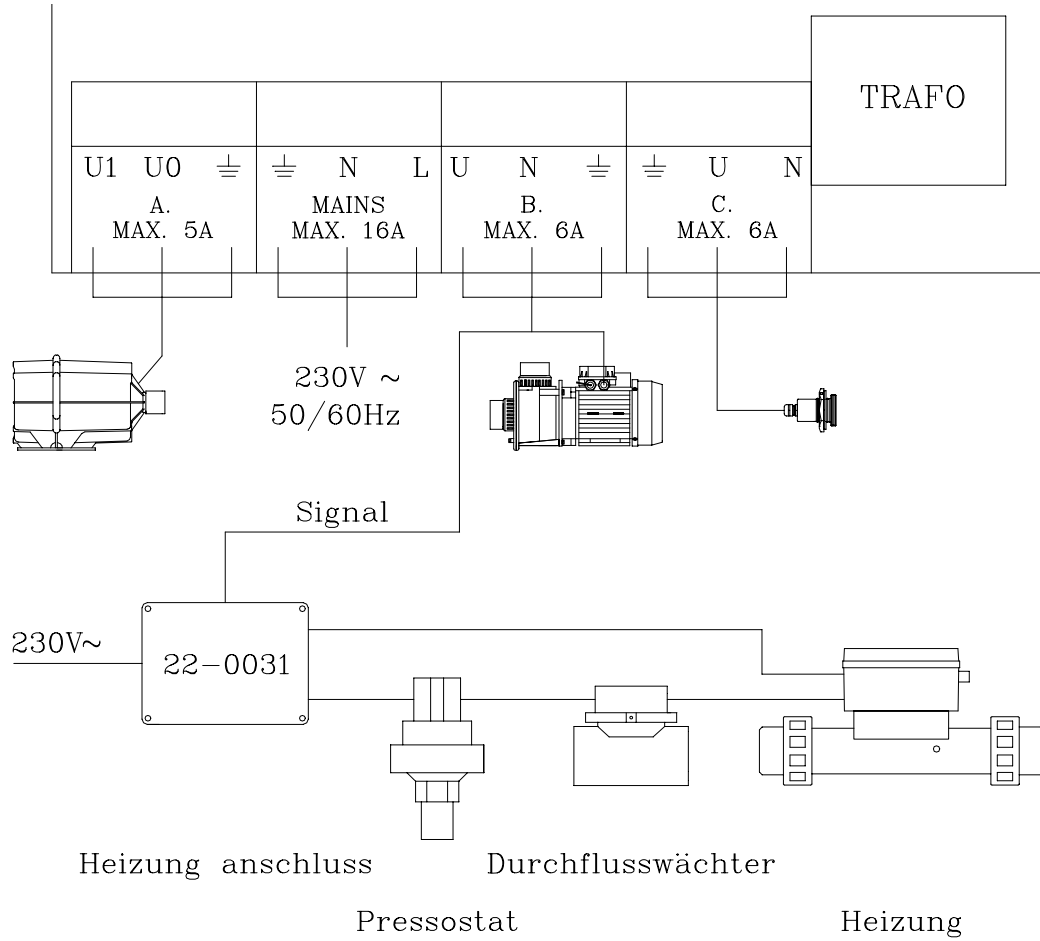 TRAFO
U1 U0 ⏚ ⏚ N L U N ⏚ ⏚ U N
A. MAINS B. C.
MAX. 5A MAX. 16A MAX. 6A MAX. 6A
230V ~
50/60Hz
Signal
230V~
22-0031
Heizung anschluss Durchflusswächter
Pressostat Heizung